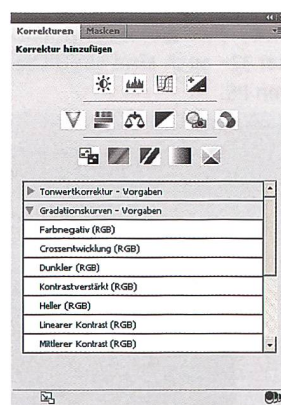 Korrekturen Masken
Korrektur hinzufügen
Tonwertkorrektur - Vorgaben
Gradationskurven - Vorgaben
Farbnegativ (RGB)
Crossentwicklung (RGB)
Dunkler (RGB)
Kontrastverstärkt (RGB)
Heller (RGB)
Linearer Kontrast (RGB)
Mittlerer Kontrast (RGB)